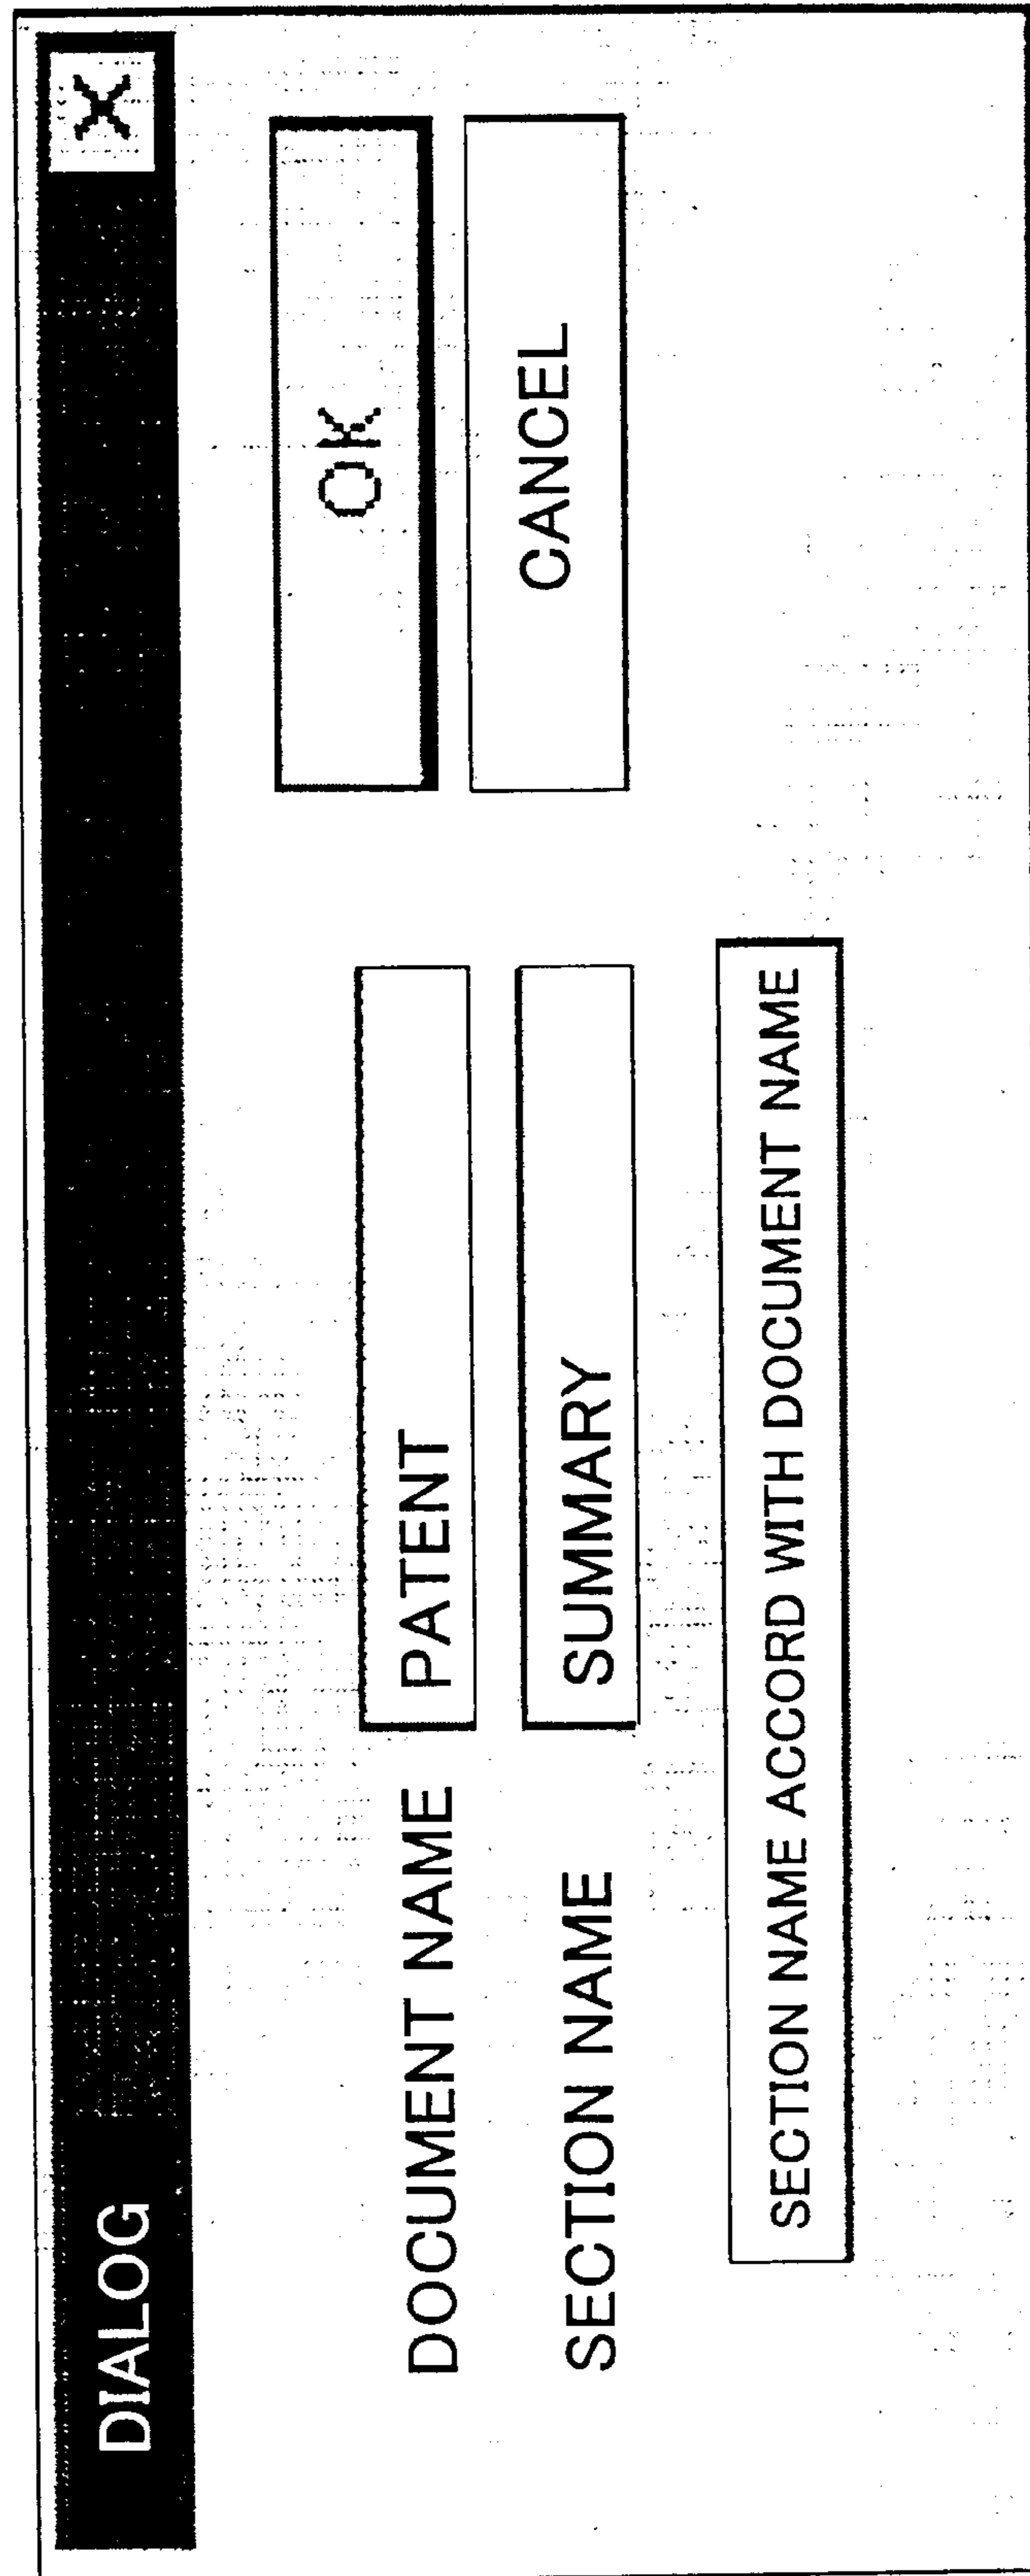 DIALOG X
OK
DOCUMENT NAME PATENT
CANCEL
SECTION NAME SUMMARY
SECTION NAME ACCORD WITH DOCUMENT NAME